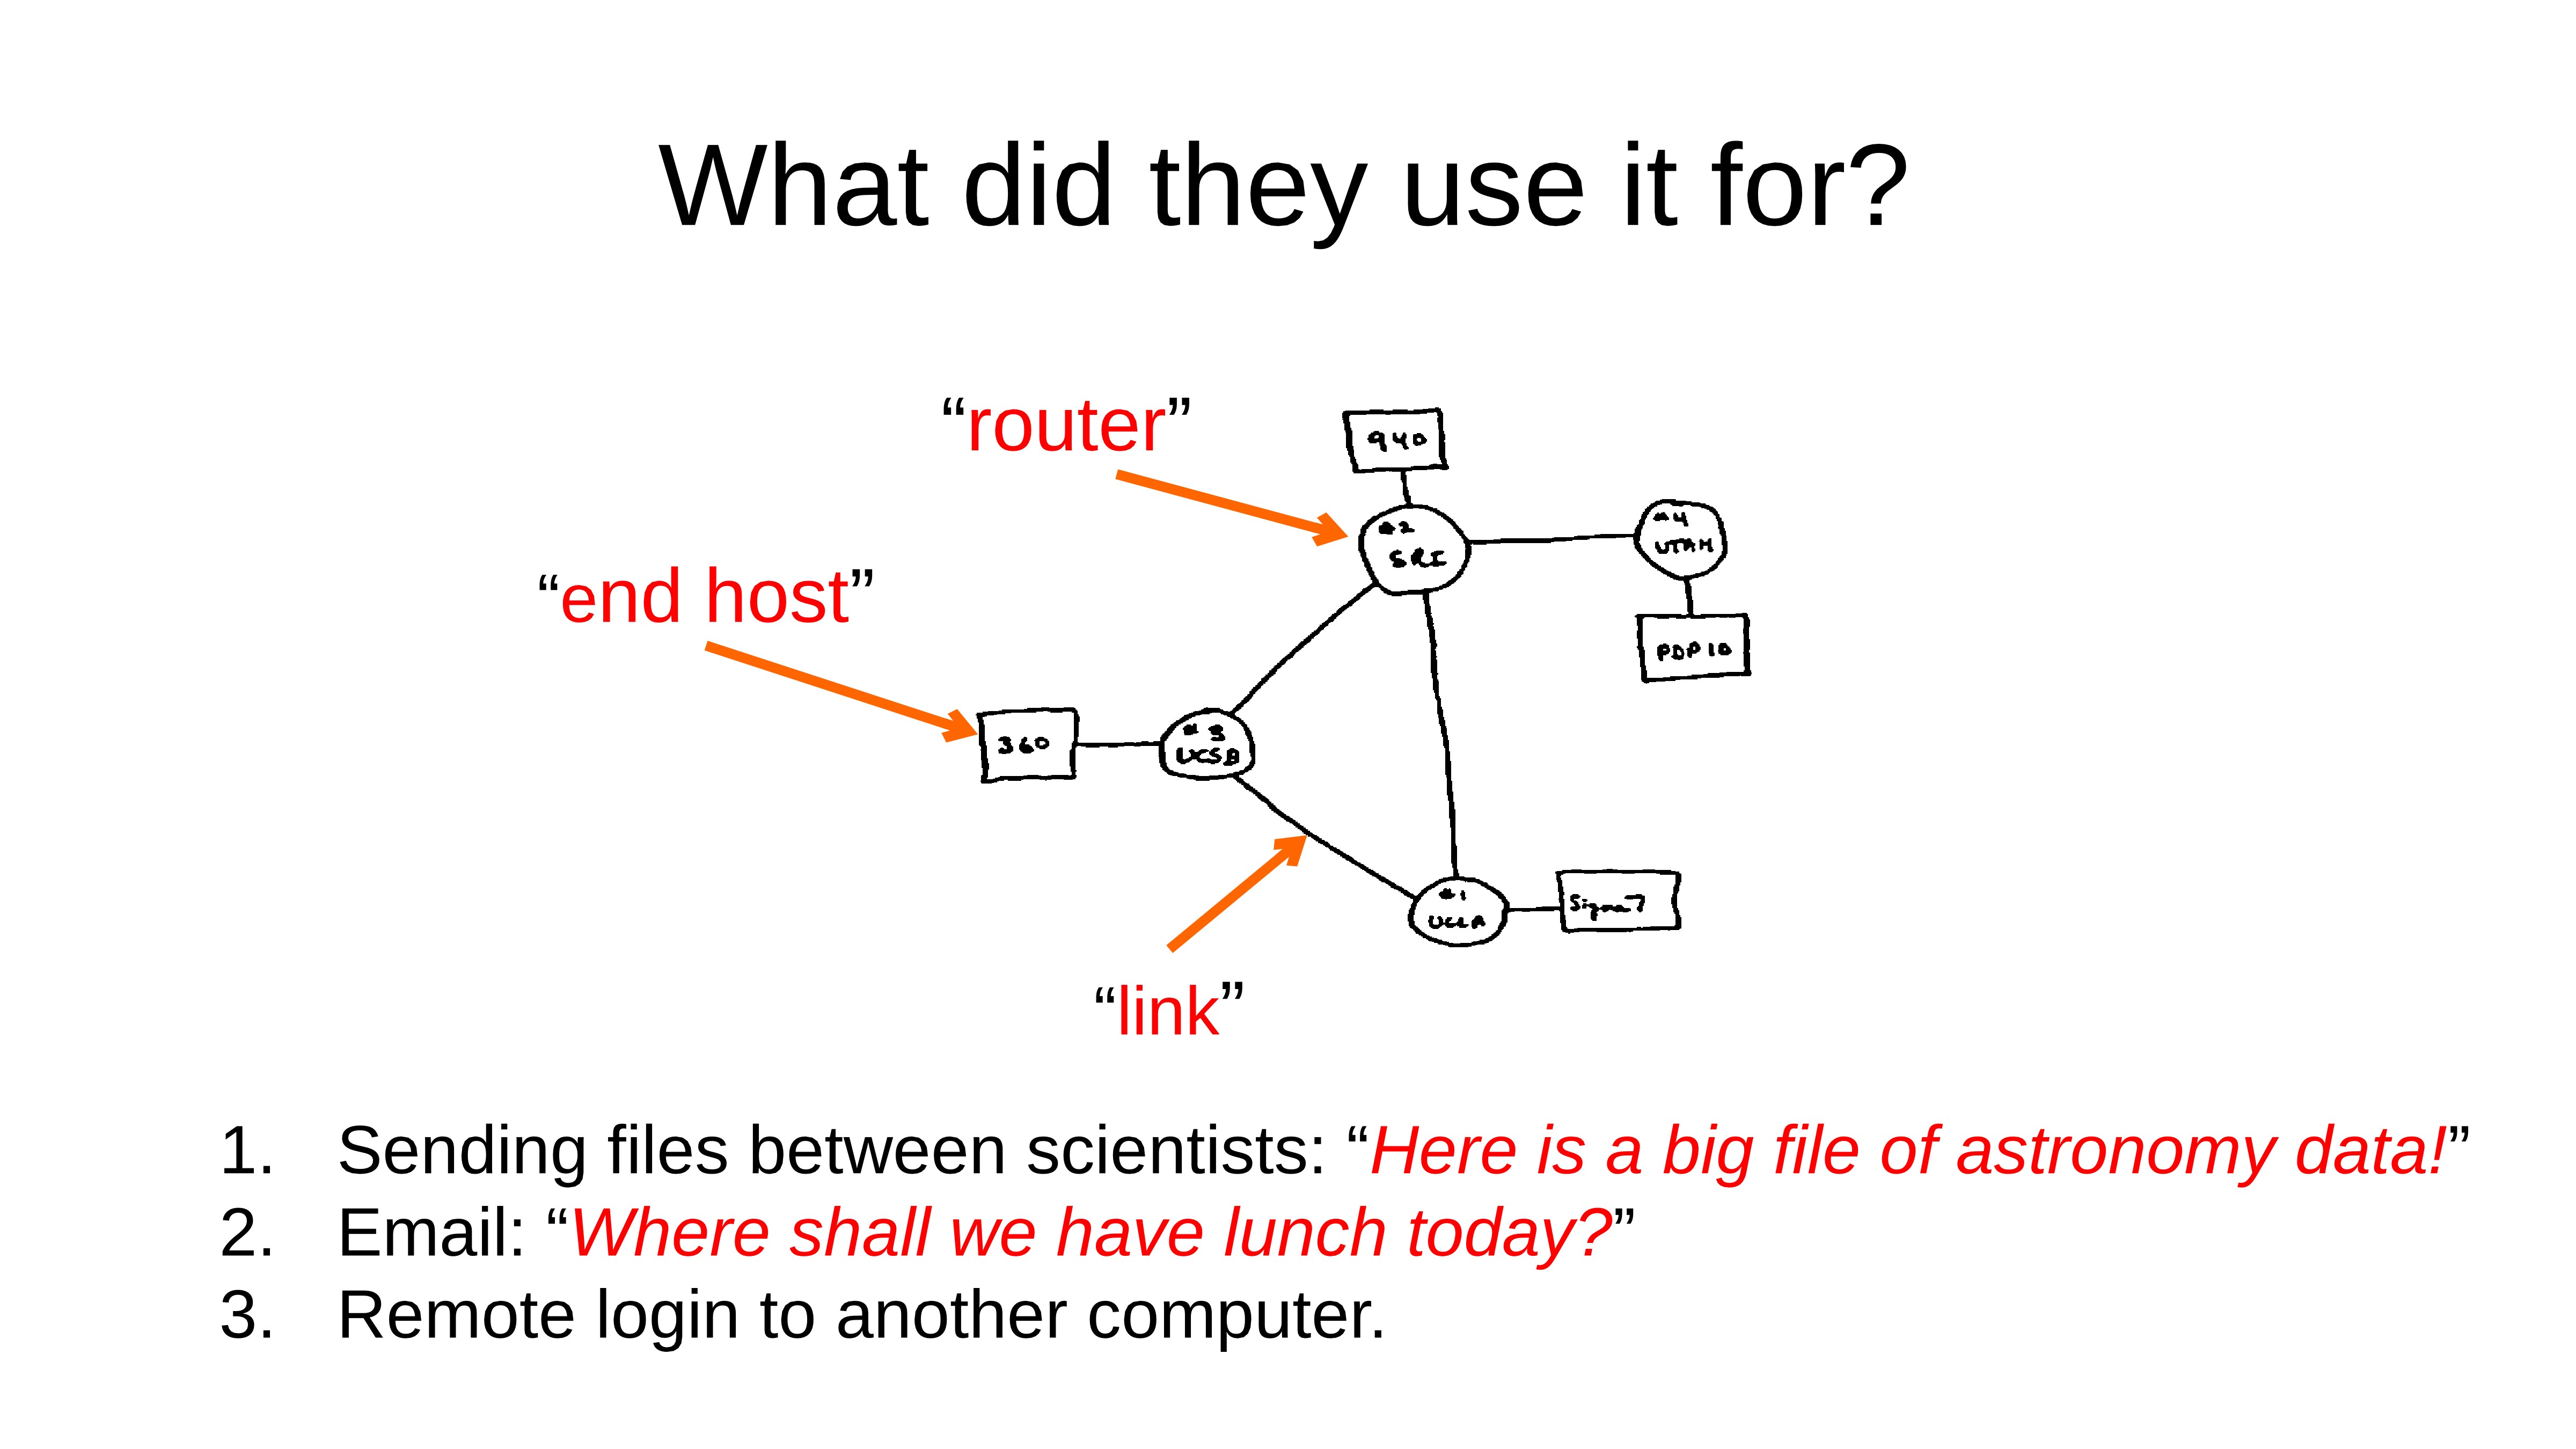 What did they use it for?
“router”
940
#2
SRI
#4
UTAH
“end host”
PDP 10
360
#3
UCSB
#1
UCLA
Sigma7
“link”
1. Sending files between scientists: “Here is a big file of astronomy data!”
2. Email: “Where shall we have lunch today?”
3. Remote login to another computer.